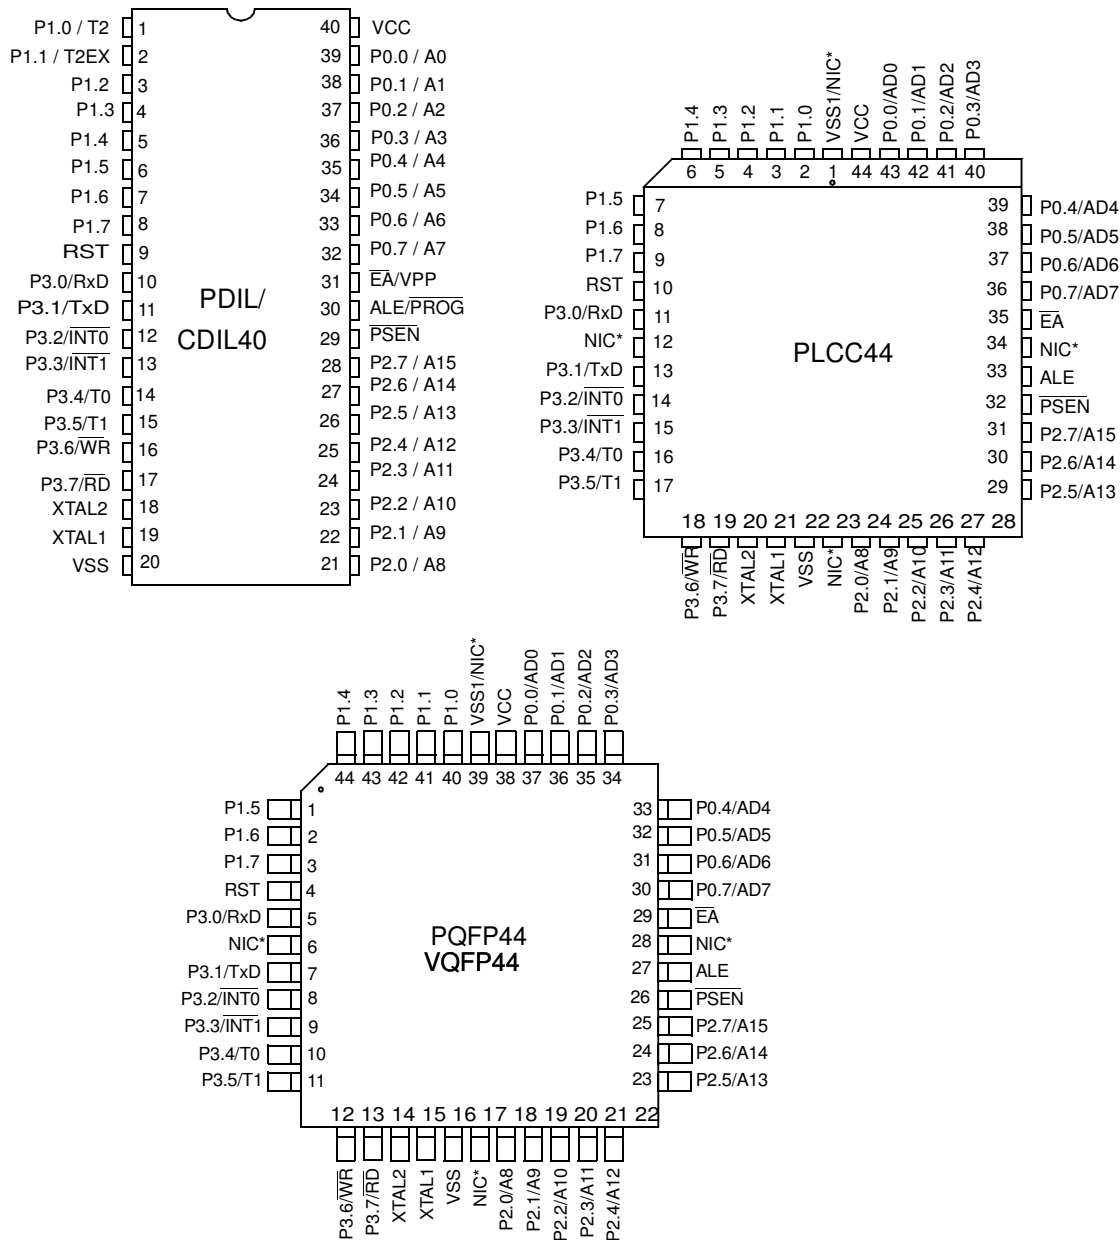 P1.0 / T2 1 40 VCC
P1.1 / T2EX 2 39 P0.0 / A0
P1.2 3 38 P0.1 / A1
P1.3 4 37 P0.2 / A2
P1.4 5 36 P0.3 / A3
P1.5 6 35 P0.4 / A4
P1.6 7 34 P0.5 / A5
P1.7 8 33 P0.6 / A6
RST 9 32 P0.7 / A7
P3.0/RxD 10 31 EA/VPP
P3.1/TxD 11 30 ALE/PROG
P3.2/INT0 12 29 PSEN
P3.3/INT1 13 28 P2.7 / A15
P3.4/T0 14 27 P2.6 / A14
P3.5/T1 15 26 P2.5 / A13
P3.6/WR 16 25 P2.4 / A12
P3.7/RD 17 24 P2.3 / A11
XTAL2 18 23 P2.2 / A10
XTAL1 19 22 P2.1 / A9
VSS 20 21 P2.0 / A8
PDIL/
CDIL40
P1.4 P1.3 P1.2 P1.1 P1.0 VSS1/NIC* VCC P0.0/AD0 P0.1/AD1 P0.2/AD2 P0.3/AD3
6 5 4 3 2 1 44 43 42 41 40
P1.5 7 39 P0.4/AD4
P1.6 8 38 P0.5/AD5
P1.7 9 37 P0.6/AD6
RST 10 36 P0.7/AD7
P3.0/RxD 11 35 EA
NIC* 12 34 NIC*
P3.1/TxD 13 33 ALE
P3.2/INT0 14 32 PSEN
P3.3/INT1 15 31 P2.7/A15
P3.4/T0 16 30 P2.6/A14
P3.5/T1 17 29 P2.5/A13
PLCC44
18 19 20 21 22 23 24 25 26 27 28
P3.6/WR P3.7/RD XTAL2 XTAL1 VSS NIC* P2.0/A8 P2.1/A9 P2.2/A10 P2.3/A11 P2.4/A12
P1.4 P1.3 P1.2 P1.1 P1.0 VSS1/NIC* VCC P0.0/AD0 P0.1/AD1 P0.2/AD2 P0.3/AD3
44 43 42 41 40 39 38 37 36 35 34
P1.5 1 33 P0.4/AD4
P1.6 2 32 P0.5/AD5
P1.7 3 31 P0.6/AD6
RST 4 30 P0.7/AD7
P3.0/RxD 5 29 EA
NIC* 6 28 NIC*
P3.1/TxD 7 27 ALE
P3.2/INT0 8 26 PSEN
P3.3/INT1 9 25 P2.7/A15
P3.4/T0 10 24 P2.6/A14
P3.5/T1 11 23 P2.5/A13
PQFP44
VQFP44
12 13 14 15 16 17 18 19 20 21 22
P3.6/WR P3.7/RD XTAL2 XTAL1 VSS NIC* P2.0/A8 P2.1/A9 P2.2/A10 P2.3/A11 P2.4/A12